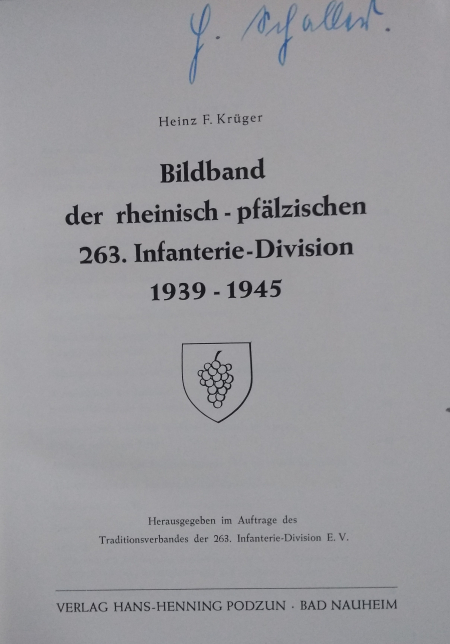 H. Schaller.
Heinz F. Krüger
Bildband
der rheinisch - pfälzischen
263. Infanterie-Division
1939 - 1945
Herausgegeben im Auftrage des
Traditionsverbandes der 263. Infanterie-Division E. V.
VERLAG HANS-HENNING PODZUN · BAD NAUHEIM